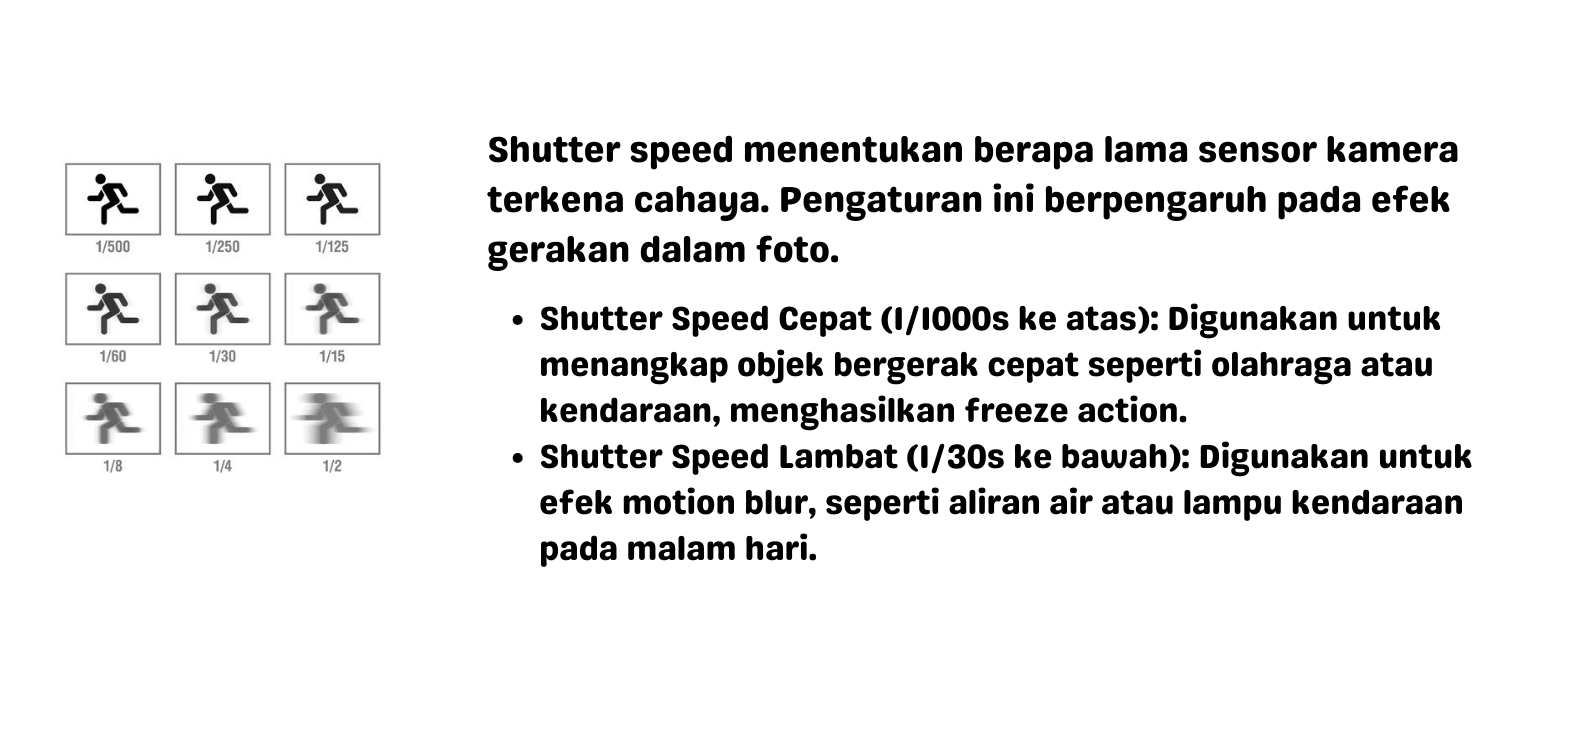 1/500
1/250
1/125
1/60
1/30
1/15
1/8
1/4
1/2
Shutter speed menentukan berapa lama sensor kamera
terkena cahaya. Pengaturan ini berpengaruh pada efek
gerakan dalam foto.
• Shutter Speed Cepat (1/1000s ke atas): Digunakan untuk
menangkap objek bergerak cepat seperti olahraga atau
kendaraan, menghasilkan freeze action.
• Shutter Speed Lambat (1/30s ke bawah): Digunakan untuk
efek motion blur, seperti aliran air atau lampu kendaraan
pada malam hari.